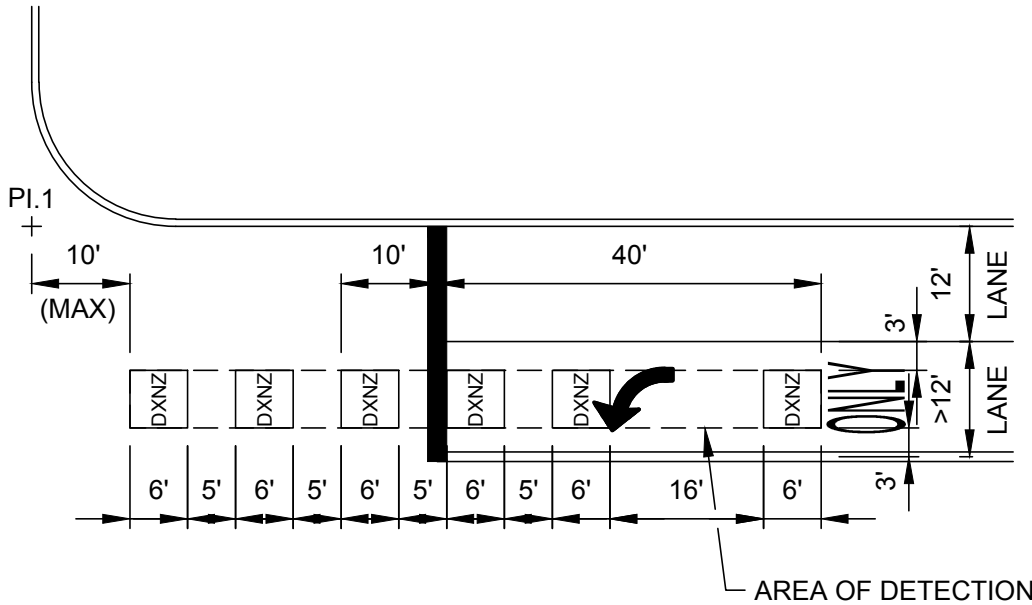 PI.1
10'
(MAX)
10'
40'
12'
LANE
3'
DXNZ
DXNZ
DXNZ
DXNZ
DXNZ
DXNZ
ONLY
>12'
LANE
3'
6'
5'
6'
5'
6'
5'
6'
5'
6'
16'
6'
AREA OF DETECTION